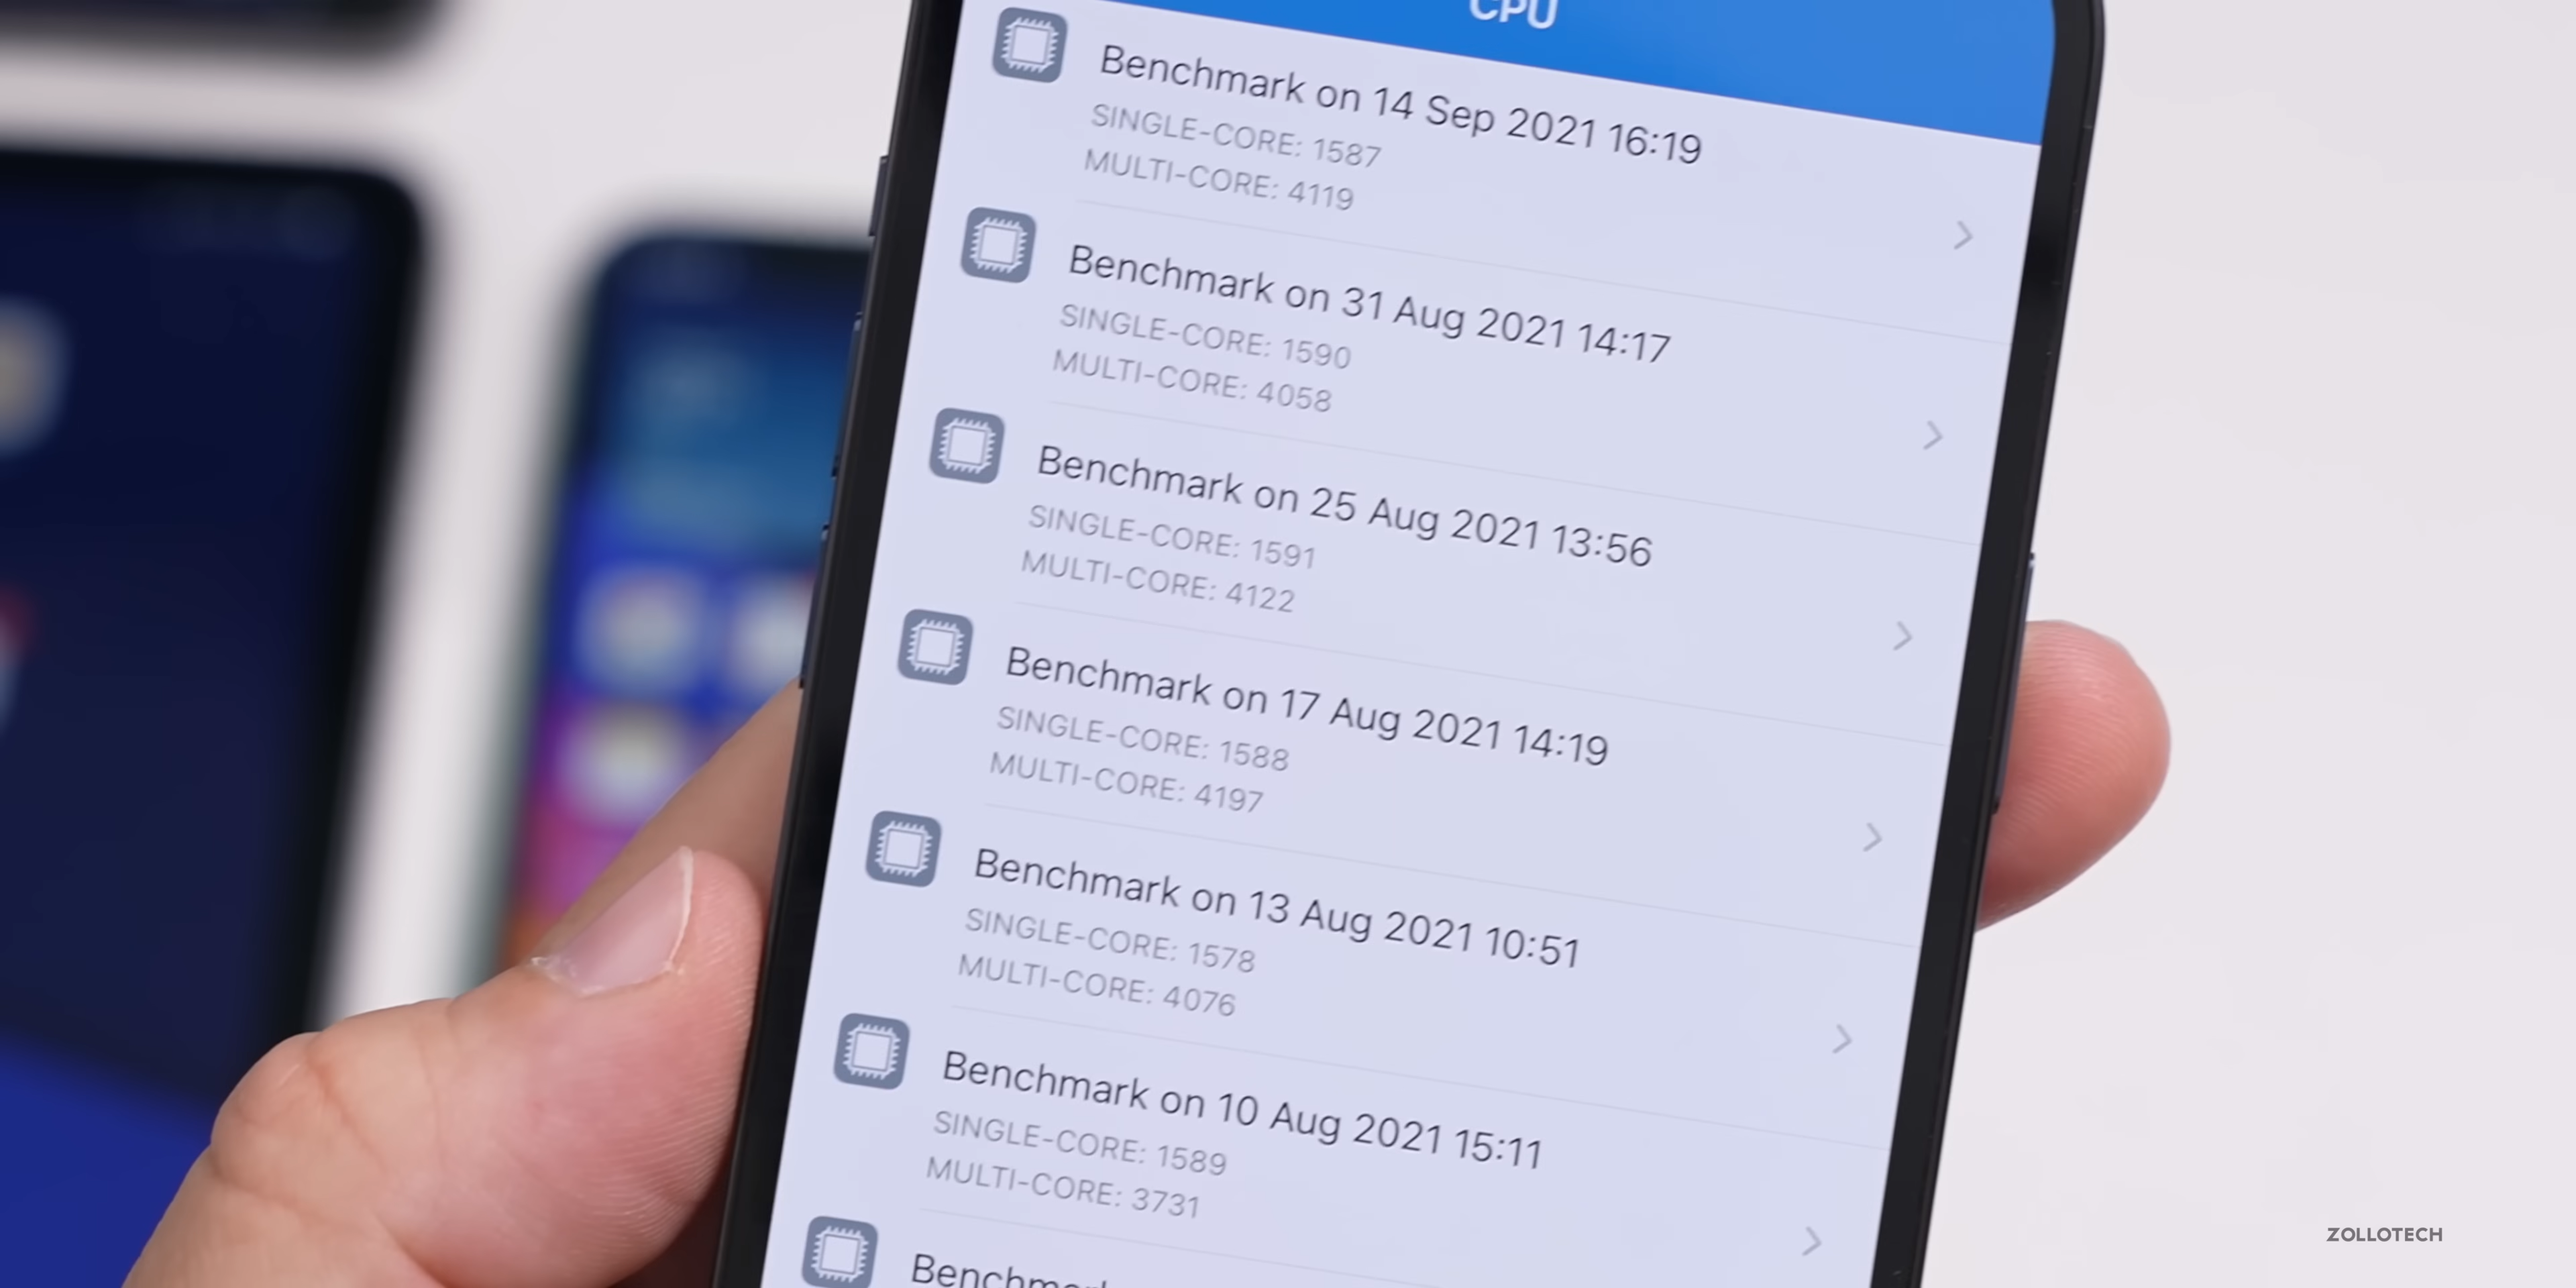 CPU
Benchmark on 14 Sep 2021 16:19
SINGLE-CORE: 1587
MULTI-CORE: 4119
Benchmark on 31 Aug 2021 14:17
SINGLE-CORE: 1590
MULTI-CORE: 4058
Benchmark on 25 Aug 2021 13:56
SINGLE-CORE: 1591
MULTI-CORE: 4122
Benchmark on 17 Aug 2021 14:19
SINGLE-CORE: 1588
MULTI-CORE: 4197
Benchmark on 13 Aug 2021 10:51
SINGLE-CORE: 1578
MULTI-CORE: 4076
Benchmark on 10 Aug 2021 15:11
SINGLE-CORE: 1589
MULTI-CORE: 3731
ZOLLOTECH